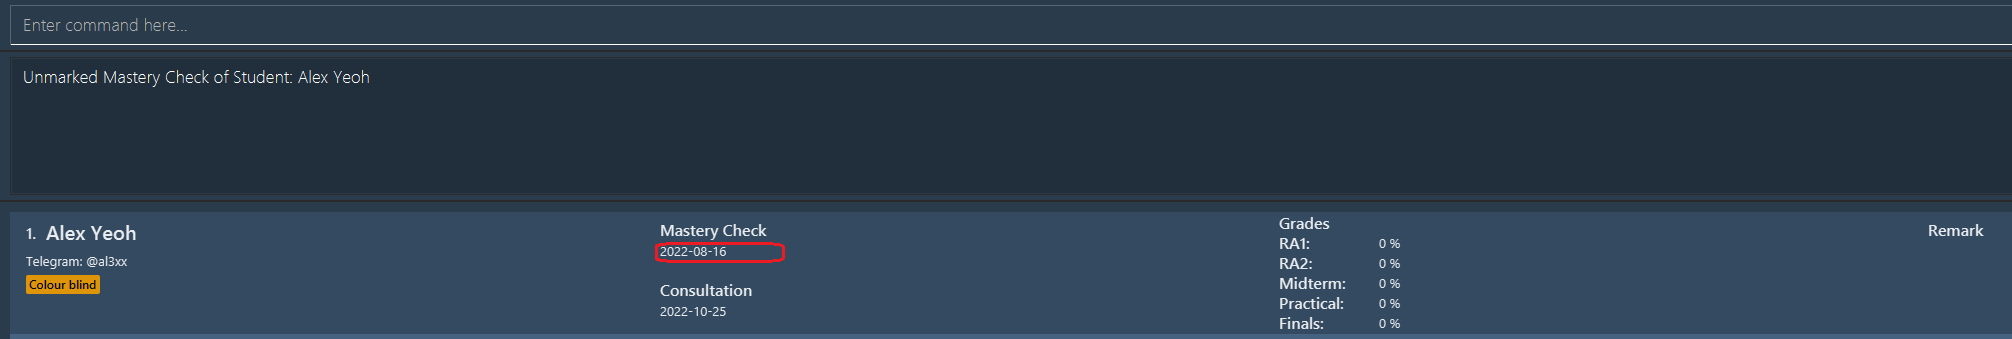 Enter command here...
Unmarked Mastery Check of Student: Alex Yeoh
1. Alex Yeoh
Telegram: @al3xx
Colour blind
Mastery Check
2022-08-16
Consultation
2022-10-25
Grades
RA1: 0 %
RA2: 0 %
Midterm: 0 %
Practical: 0 %
Finals: 0 %
Remark